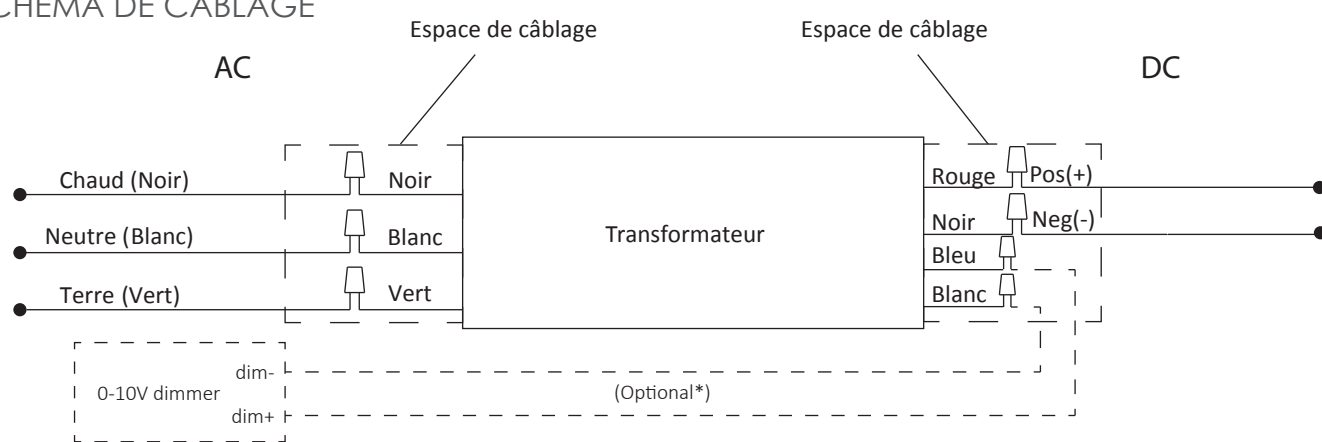 CHÉMA DE CÂBLAGE
Espace de câblage
Espace de câblage
AC
DC
Chaud (Noir)
Noir
Rouge
Pos(+)
Neutre (Blanc)
Blanc
Transformateur
Noir
Neg(-)
Bleu
Terre (Vert)
Vert
Blanc
dim-
0-10V dimmer
(Optional*)
dim+